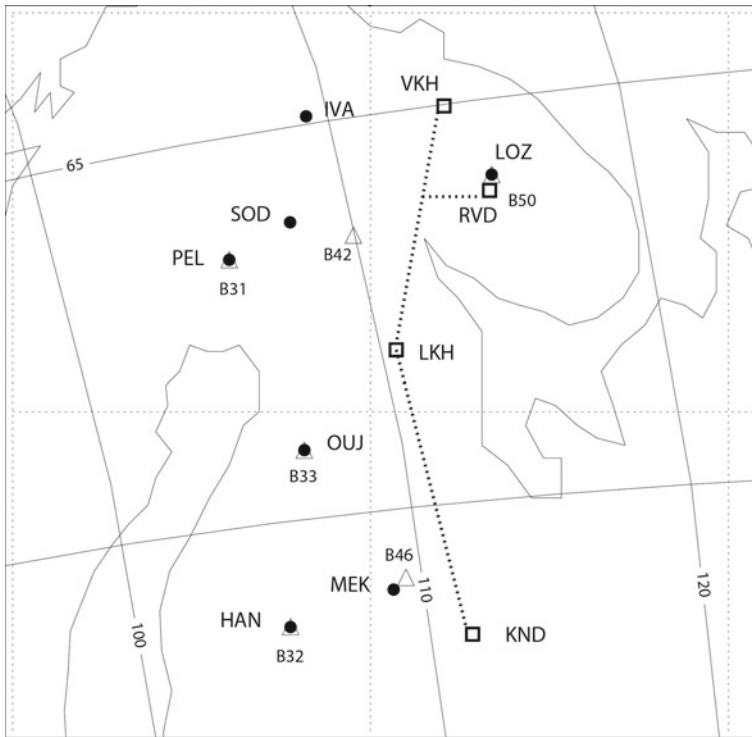 VKH
IVA
LOZ
65
RVD
B50
SOD
B42
PEL
B31
LKH
OUJ
B33
B46
MEK
110
120
HAN
KND
100
B32